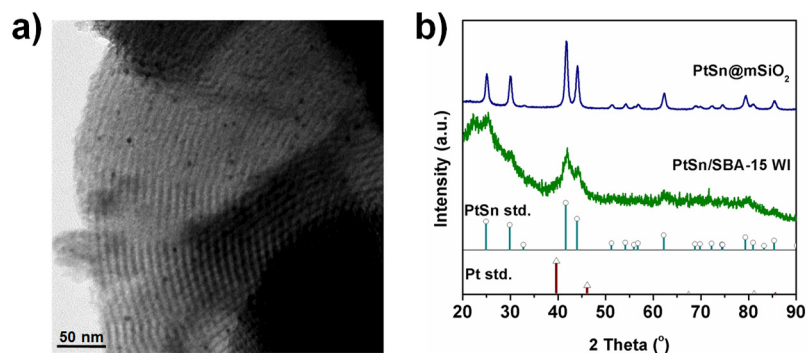 a)
50 nm
b)
PtSn@mSiO₂
PtSn/SBA-15 WI
PtSn std.
Pt std.
Intensity (a.u.)
20 30 40 50 60 70 80 90
2 Theta (°)